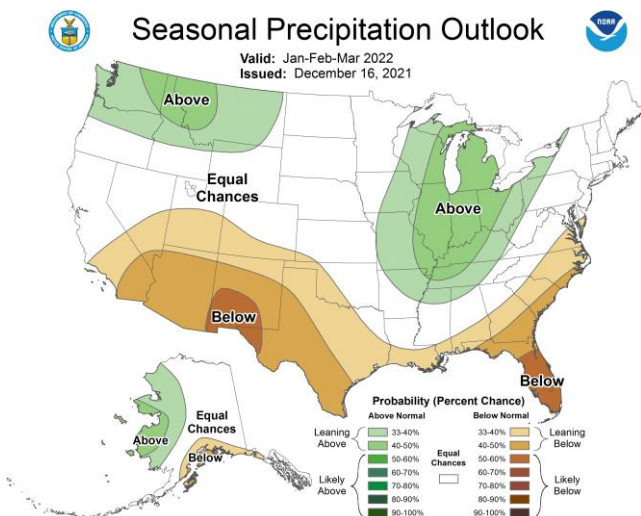 Seasonal Precipitation Outlook
NOAA
Valid: Jan-Feb-Mar 2022
Issued: December 16, 2021
Above
Equal
Chances
Above
Below
Below
Equal
Chances
Above
Below
Probability (Percent Chance)
Above Normal Below Normal
Leaning
Above
33-40%
40-50%
Likely
Above
50-60%
60-70%
70-80%
80-90%
90-100%
Equal
Chances
33-40%
40-50%
Leaning
Below
50-60%
60-70%
70-80%
80-90%
90-100%
Likely
Below